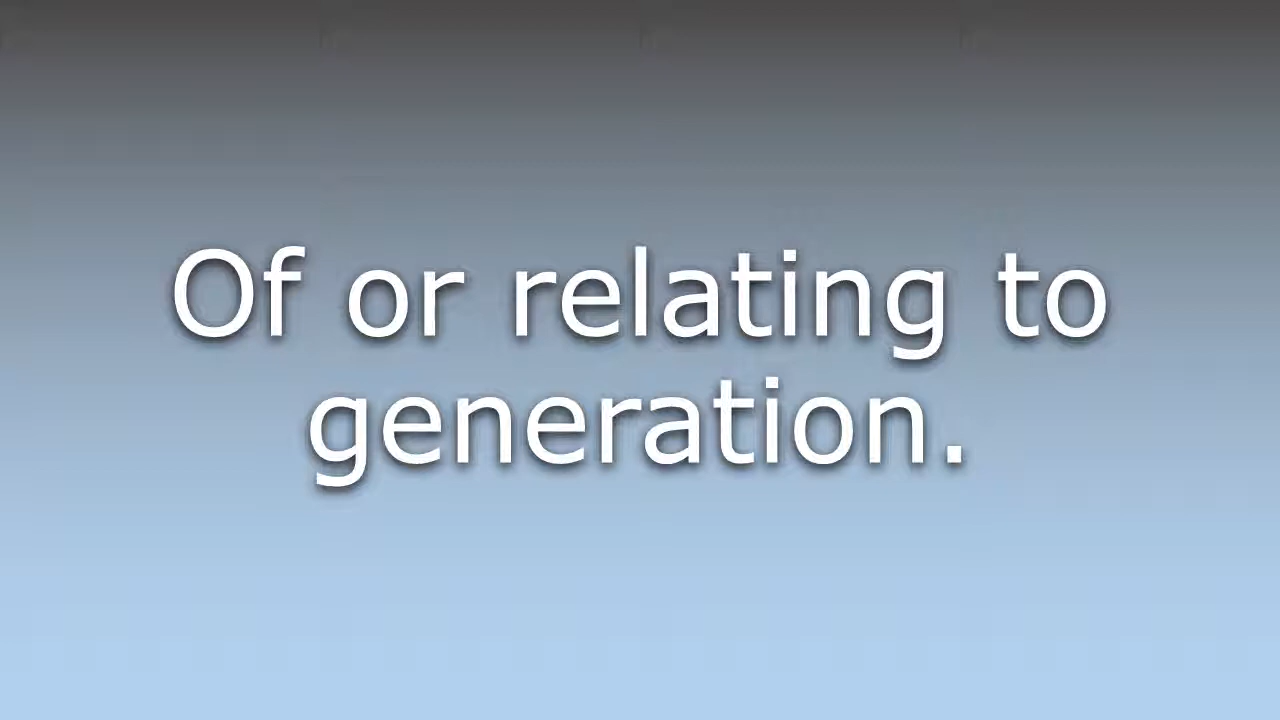 Of or relating to
generation.